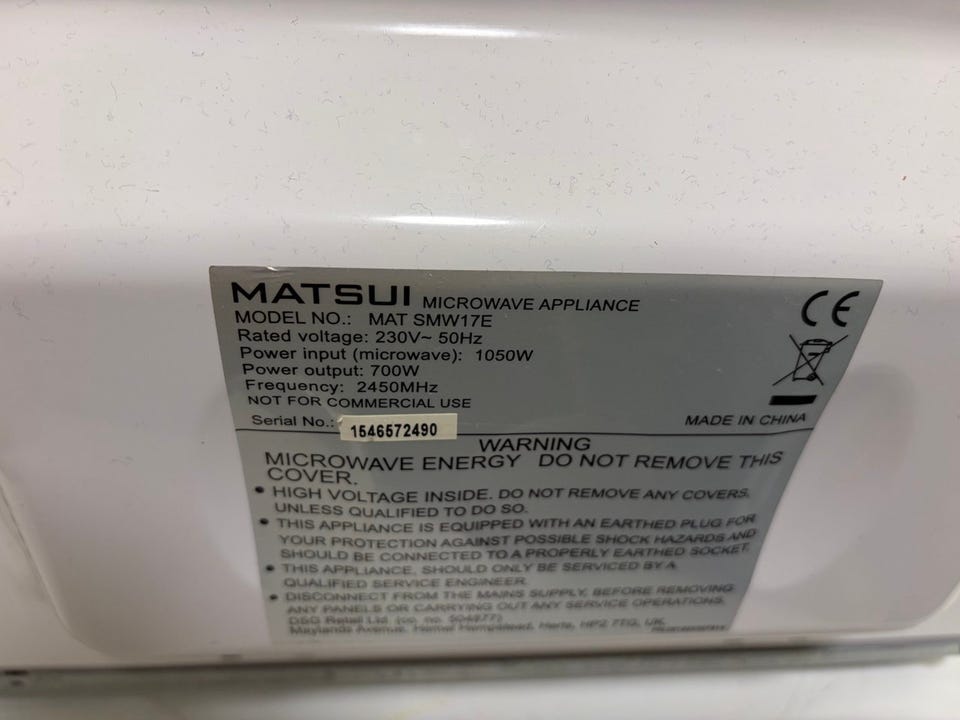 MATSUI MICROWAVE APPLIANCE
MODEL NO.: MAT SMW17E
Rated voltage: 230V~ 50Hz
Power input (microwave): 1050W
Power output: 700W
Frequency: 2450MHz
NOT FOR COMMERCIAL USE
Serial No.: 1546572490
CE
MADE IN CHINA
WARNING
MICROWAVE ENERGY DO NOT REMOVE THIS
COVER.
• HIGH VOLTAGE INSIDE. DO NOT REMOVE ANY COVERS,
UNLESS QUALIFIED TO DO SO.
• THIS APPLIANCE IS EQUIPPED WITH AN EARTHED PLUG FOR
YOUR PROTECTION AGAINST POSSIBLE SHOCK HAZARDS AND
SHOULD BE CONNECTED TO A PROPERLY EARTHED SOCKET.
• THIS APPLIANCE, SHOULD ONLY BE SERVICED BY A
QUALIFIED SERVICE ENGINEER.
• DISCONNECT FROM THE MAINS SUPPLY, BEFORE REMOVING
ANY PANELS OR CARRYING OUT ANY SERVICE OPERATIONS.
DSG Retail Ltd (co. no. 504877)
Maylands Avenue, Hemel Hempstead, Herts, HP2 7TG, UK.